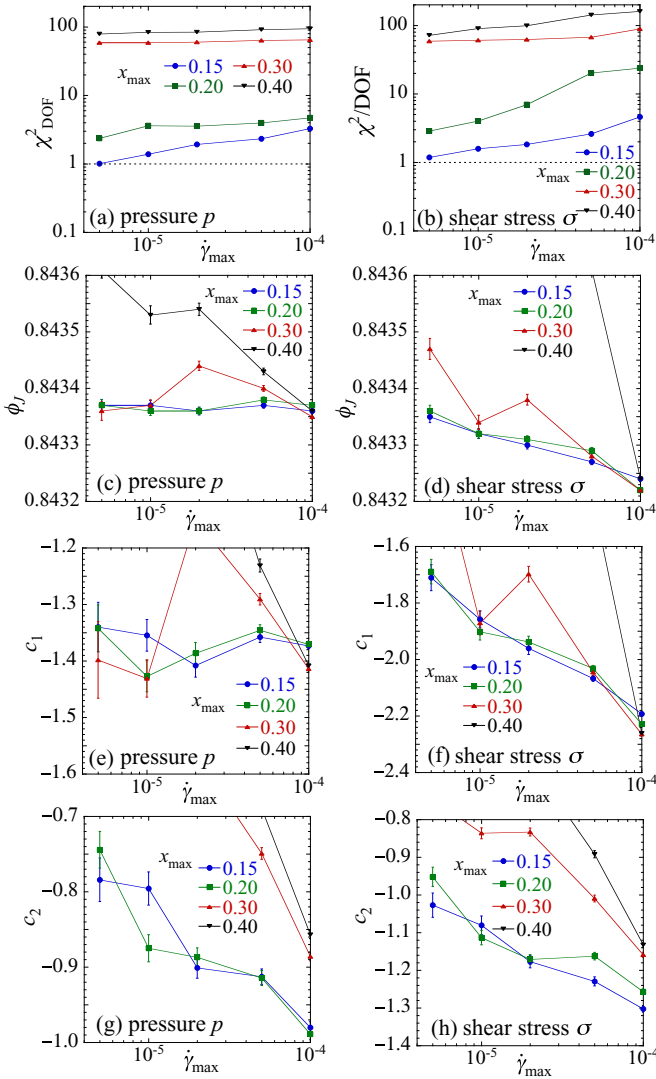 100
10
1
0.1
χ²DOF
xmax
0.15
0.30
0.20
0.40
(a) pressure p
10⁻⁵
γ̇max
10⁻⁴
100
10
1
0.1
χ²/DOF
xmax
0.15
0.20
0.30
0.40
(b) shear stress σ
10⁻⁵
γ̇max
10⁻⁴
0.8436
0.8435
0.8434
0.8433
0.8432
ϕJ
xmax
0.15
0.20
0.30
0.40
(c) pressure p
10⁻⁵
γ̇max
10⁻⁴
0.8436
0.8435
0.8434
0.8433
0.8432
ϕJ
xmax
0.15
0.20
0.30
0.40
(d) shear stress σ
10⁻⁵
γ̇max
10⁻⁴
−1.2
−1.3
−1.4
−1.5
−1.6
c1
xmax
0.15
0.20
0.30
0.40
(e) pressure p
10⁻⁵
γ̇max
10⁻⁴
−1.6
−1.8
−2.0
−2.2
−2.4
c1
xmax
0.15
0.20
0.30
0.40
(f) shear stress σ
10⁻⁵
γ̇max
10⁻⁴
−0.7
−0.8
−0.9
−1.0
c2
xmax
0.15
0.20
0.30
0.40
(g) pressure p
10⁻⁵
γ̇max
10⁻⁴
−0.8
−0.9
−1.0
−1.1
−1.2
−1.3
−1.4
c2
xmax
0.15
0.20
0.30
0.40
(h) shear stress σ
10⁻⁵
γ̇max
10⁻⁴